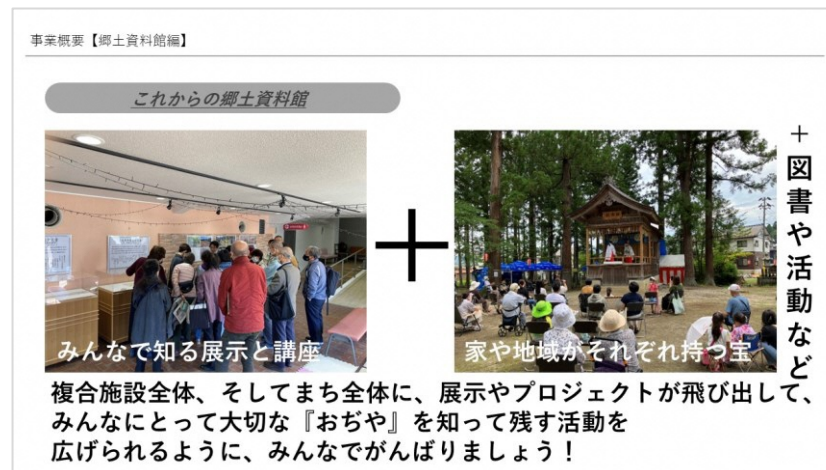 事業概要【郷土資料館編】
これからの郷土資料館
みんなで知る展示と講座
＋
家や地域がそれぞれ持つ宝
＋図書や活動など
複合施設全体、そしてまち全体に、展示やプロジェクトが飛び出して、
みんなにとって大切な『おぢや』を知って残す活動を
広げられるように、みんなでがんばりましょう！